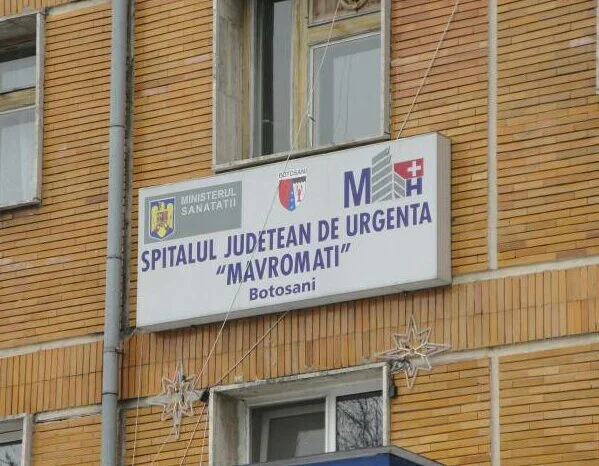 MINISTERUL
SANATATII
BOTOSANI
M H
SPITALUL JUDETEAN DE URGENTA
"MAVROMATI"
Botosani